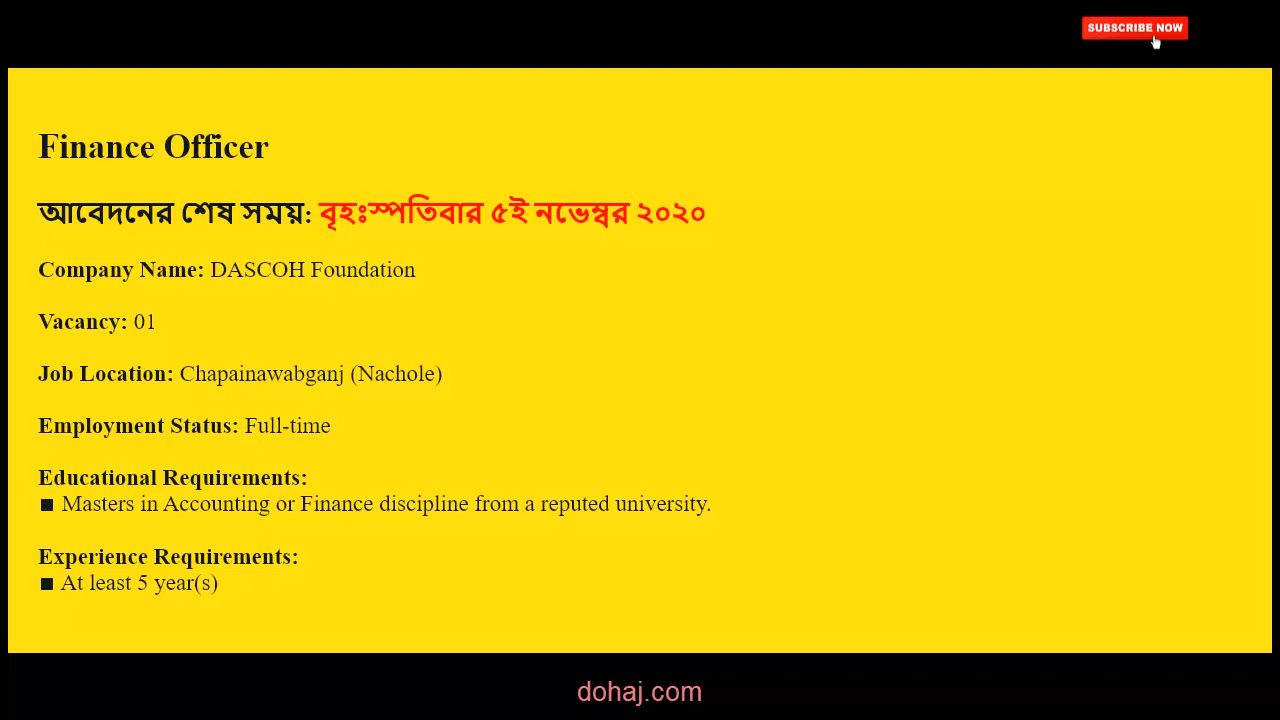 SUBSCRIBE NOW
Finance Officer
আবেদনের শেষ সময়: বৃহঃস্পতিবার ৫ই নভেম্বর ২০২০
Company Name: DASCOH Foundation
Vacancy: 01
Job Location: Chapainawabganj (Nachole)
Employment Status: Full-time
Educational Requirements:
■ Masters in Accounting or Finance discipline from a reputed university.
Experience Requirements:
■ At least 5 year(s)
dohaj.com